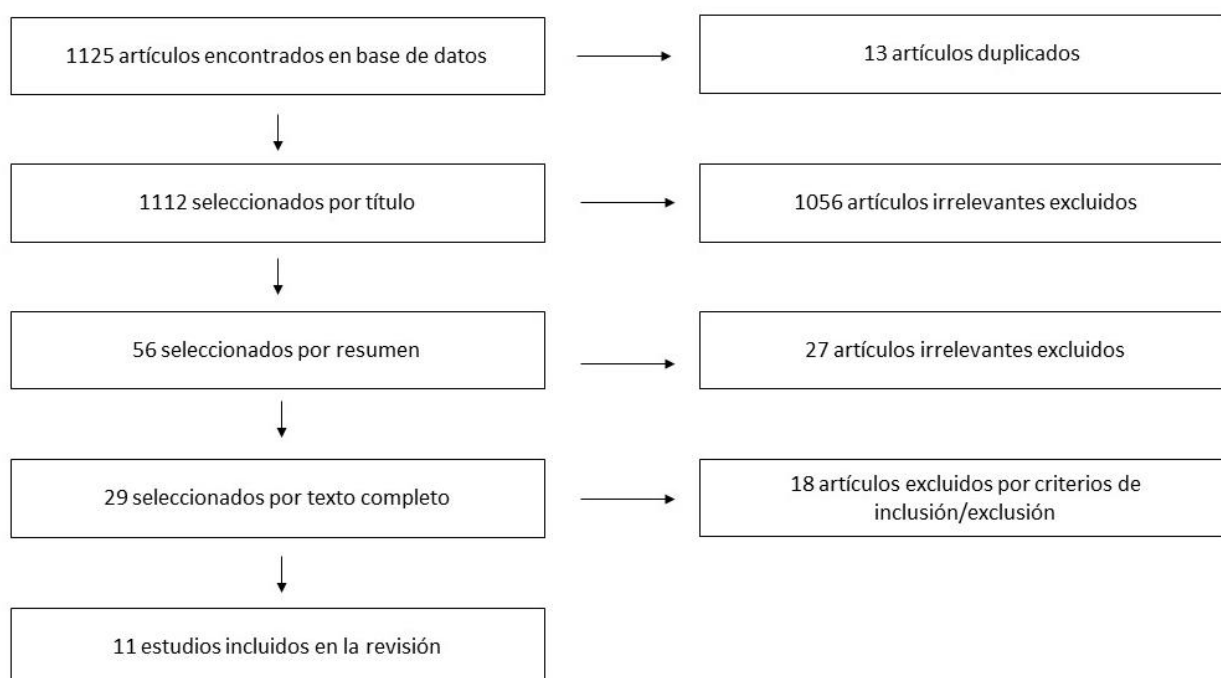 1125 artículos encontrados en base de datos
13 artículos duplicados
1112 seleccionados por título
1056 artículos irrelevantes excluidos
56 seleccionados por resumen
27 artículos irrelevantes excluidos
29 seleccionados por texto completo
18 artículos excluidos por criterios de
inclusión/exclusión
11 estudios incluidos en la revisión